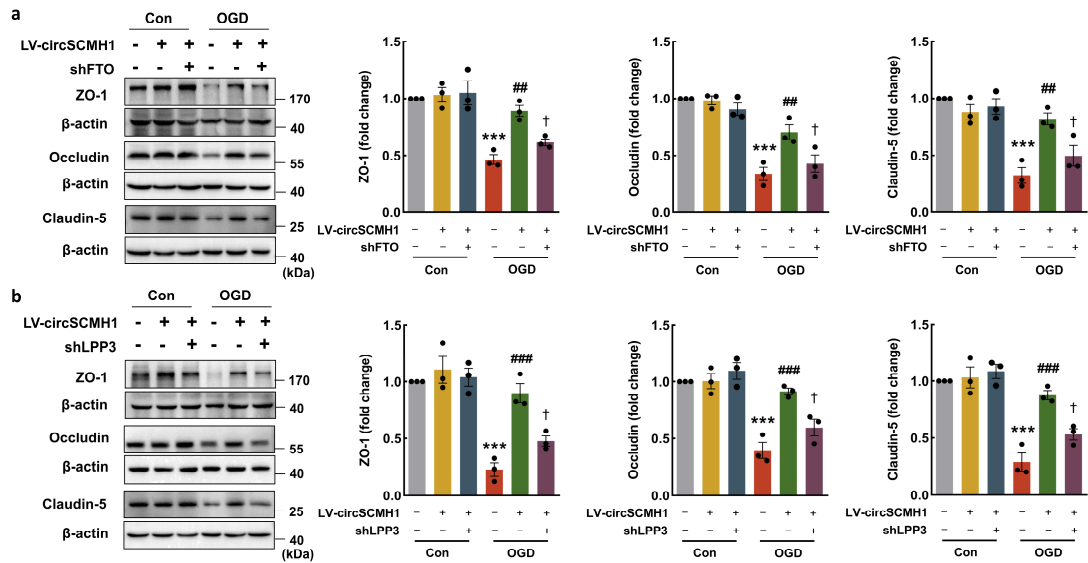 a
Con OGD
LV-circSCMH1 - + + - + +
shFTO - - + - - +
ZO-1
170
β-actin
40
Occludin
55
β-actin
40
Claudin-5
25
β-actin
40
(kDa)
ZO-1 (fold change)
1.5
1.0
0.5
0.0
*** ## †
LV-circSCMH1 − + + − + +
shFTO − − + − − +
Con OGD
Occludin (fold change)
1.5
1.0
0.5
0.0
*** ## †
LV-circSCMH1 − + + − + +
shFTO − − + − − +
Con OGD
Claudin-5 (fold change)
1.5
1.0
0.5
0.0
*** ## †
LV-circSCMH1 − + + − + +
shFTO − − + − − +
Con OGD
b
Con OGD
LV-circSCMH1 - + + - + +
shLPP3 - - + - - +
ZO-1
170
β-actin
40
Occludin
55
β-actin
40
Claudin-5
25
β-actin
40
(kDa)
ZO-1 (fold change)
1.5
1.0
0.5
0.0
*** ### †
LV-circSCMH1 − + + − + +
shLPP3 − − + − − +
Con OGD
Occludin (fold change)
1.5
1.0
0.5
0.0
*** ### †
LV-circSCMH1 − + + − + +
shLPP3 − − + − − +
Con OGD
Claudin-5 (fold change)
1.5
1.0
0.5
0.0
*** ### †
LV-circSCMH1 − + + − + +
shLPP3 − − + − − +
Con OGD